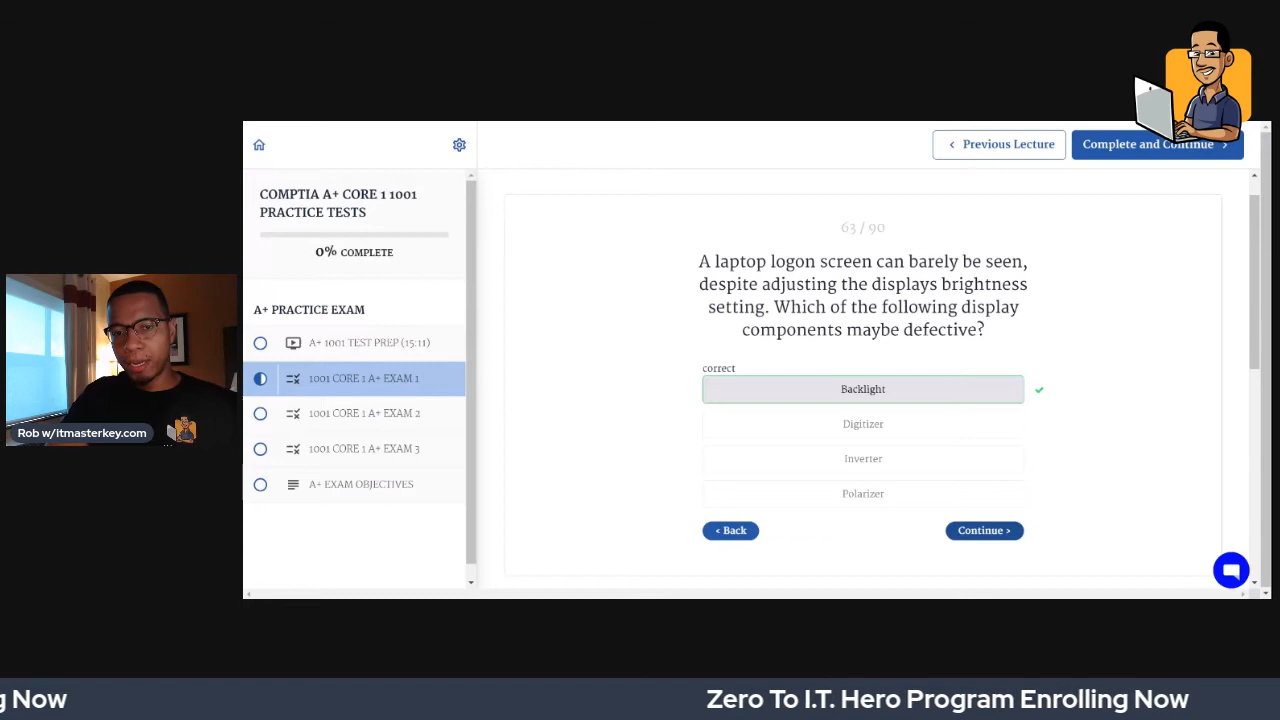 Previous Lecture
Complete and Continue
COMPTIA A+ CORE 1 1001
PRACTICE TESTS
0% COMPLETE
A+ PRACTICE EXAM
A+ 1001 TEST PREP (15:11)
1001 CORE 1 A+ EXAM 1
1001 CORE 1 A+ EXAM 2
1001 CORE 1 A+ EXAM 3
A+ EXAM OBJECTIVES
63 / 90
A laptop logon screen can barely be seen,
despite adjusting the displays brightness
setting. Which of the following display
components maybe defective?
correct
Backlight
Digitizer
Inverter
Polarizer
< Back
Continue >
Rob w/itmasterkey.com
g Now
Zero To I.T. Hero Program Enrolling Now